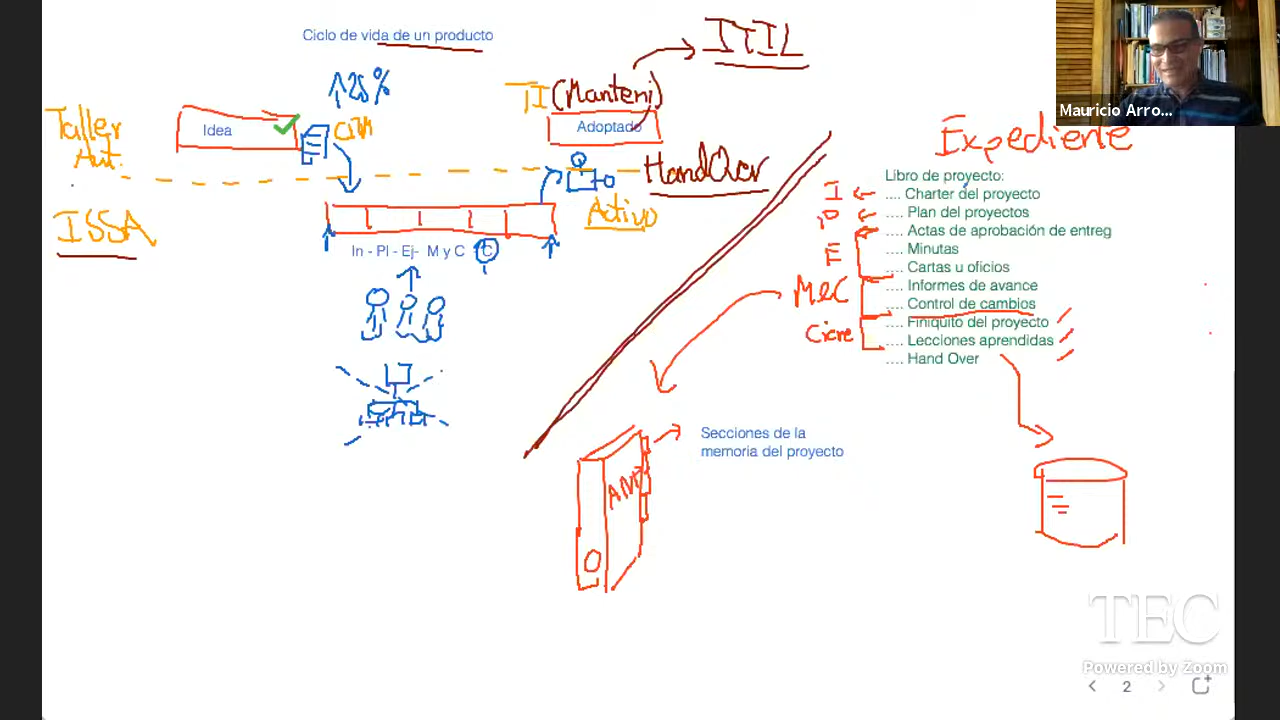 Ciclo de vida de un producto
ITIL
↑25%
TI (Manteni)
Taller
Aut.
Idea
Adoptado
Mauricio Arro...
Expediente
HandOver
Activo
ISSA
In - Pl - Ej- M y C - C
Libro de proyecto:
I
.... Charter del proyecto
P
.... Plan del proyectos
.... Actas de aprobación de entreg
E
.... Minutas
.... Cartas u oficios
MRC
.... Informes de avance
.... Control de cambios
Cierre
.... Finiquito del proyecto
.... Lecciones aprendidas
.... Hand Over
Secciones de la
memoria del proyecto
TEC
Powered by Zoom
2